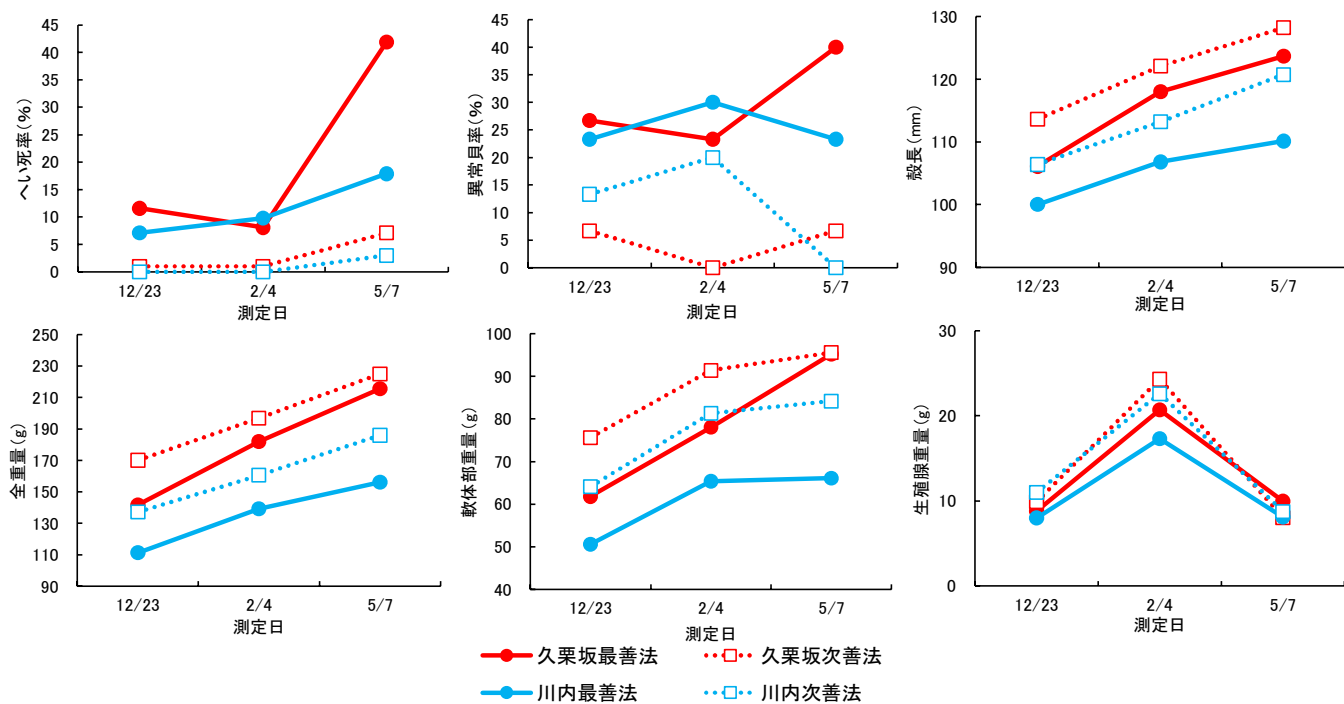 へい死率(%)
45
40
35
30
25
20
15
10
5
0
12/23 2/4 5/7
測定日
異常貝率(%)
45
40
35
30
25
20
15
10
5
0
12/23 2/4 5/7
測定日
殻長(mm)
130
120
110
100
90
12/23 2/4 5/7
測定日
全重量(g)
250
230
210
190
170
150
130
110
90
12/23 2/4 5/7
測定日
軟体部重量(g)
100
90
80
70
60
50
40
12/23 2/4 5/7
測定日
生殖腺重量(g)
30
20
10
0
12/23 2/4 5/7
測定日
久栗坂最善法 久栗坂次善法
川内最善法 川内次善法